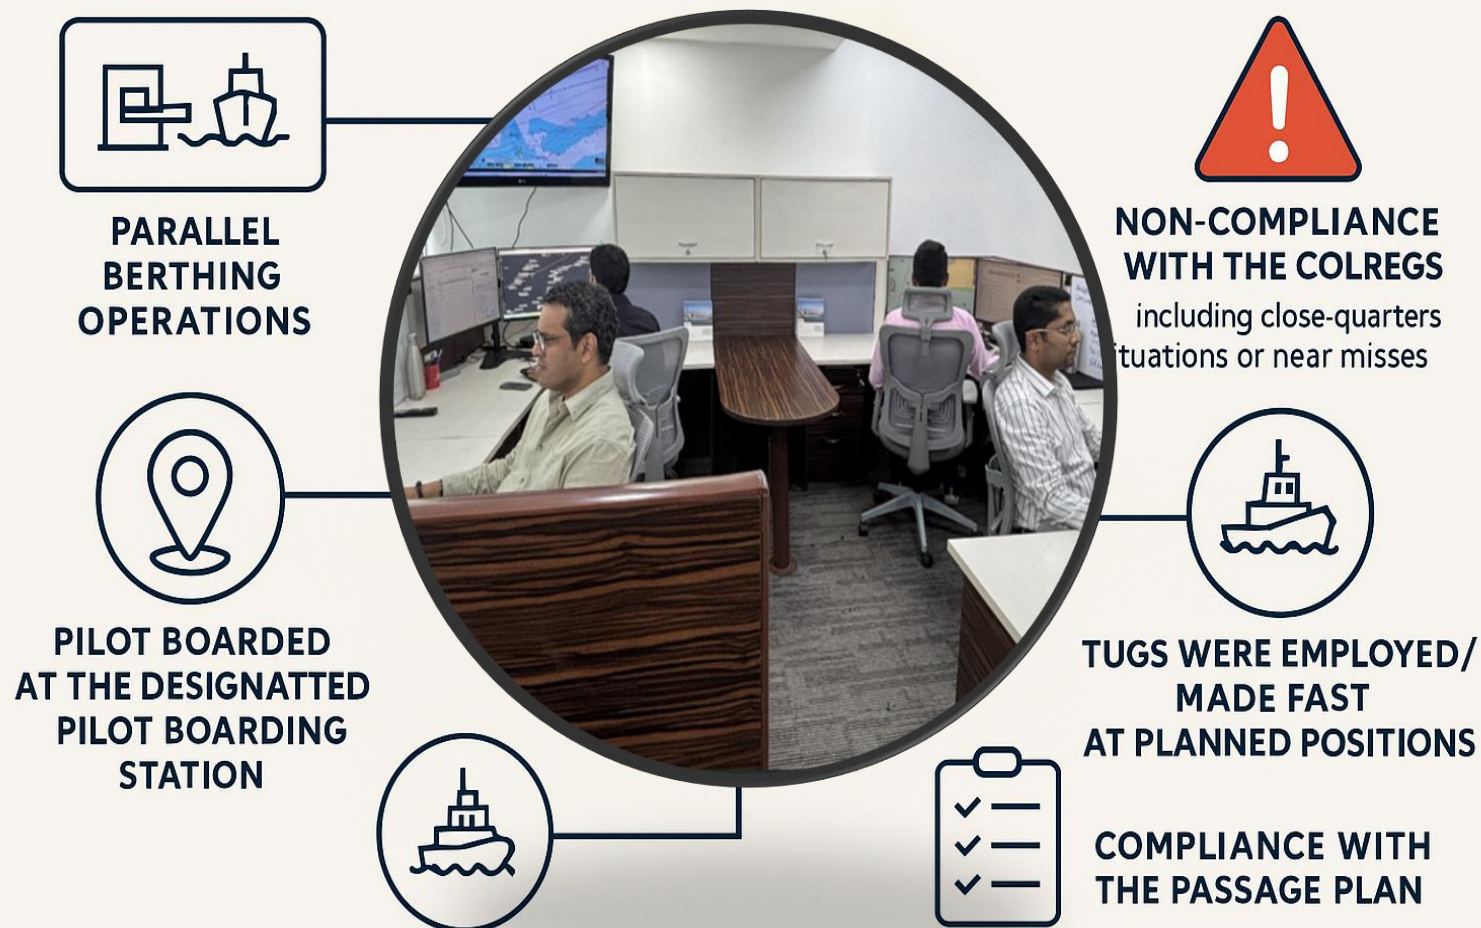 PARALLEL
BERTHING
OPERATIONS
PILOT BOARDED
AT THE DESIGNATTED
PILOT BOARDING
STATION
NON-COMPLIANCE
WITH THE COLREGS
including close-quarters
ituations or near misses
TUGS WERE EMPLOYED/
MADE FAST
AT PLANNED POSITIONS
COMPLIANCE WITH
THE PASSAGE PLAN